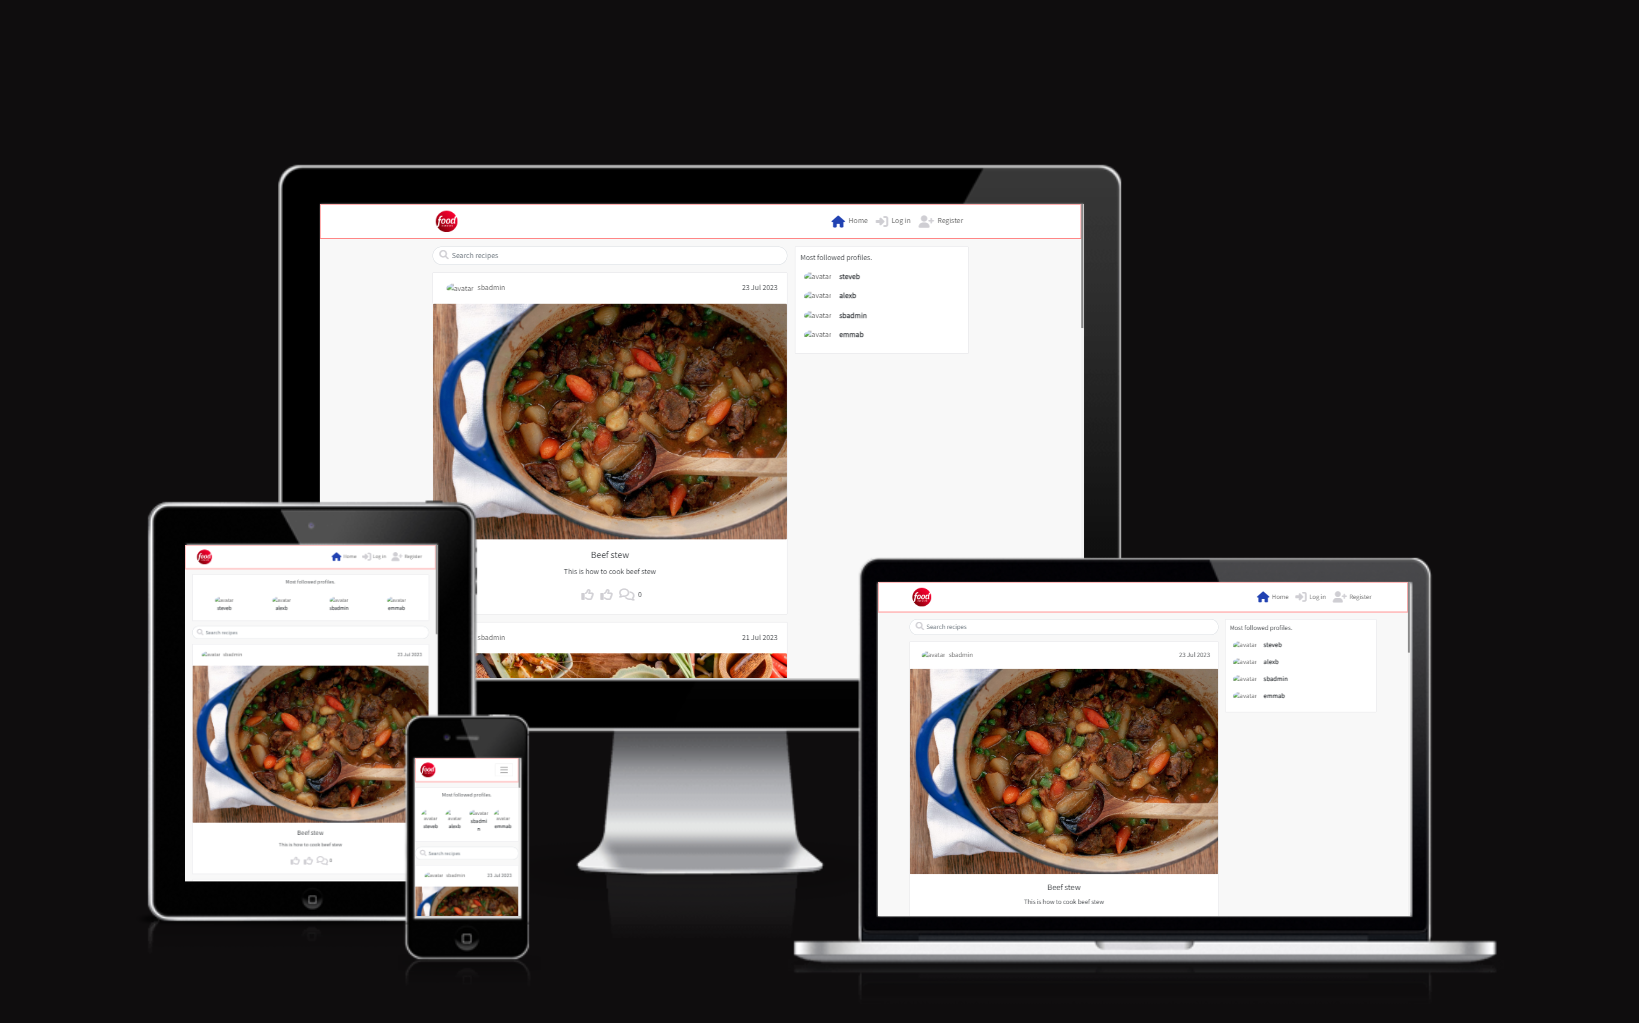 food
Home Log in Register
Search recipes
Most followed profiles.
avatar steveb
avatar alexb
avatar sbadmin
avatar emmab
avatar sbadmin 23 Jul 2023
Beef stew
This is how to cook beef stew
0
sbadmin 21 Jul 2023
food
Home Log in Register
Most followed profiles.
avatar avatar avatar avatar
steveb alexb sbadmin emmab
Search recipes
avatar sbadmin 23 Jul 2023
Beef stew
This is how to cook beef stew
0
food
Most followed profiles.
avatar avatar avatar avatar
steveb alexb sbadmi emmab
n
Search recipes
avatar sbadmin 23 Jul 2023
food
Home Log in Register
Search recipes
Most followed profiles.
avatar steveb
avatar alexb
avatar sbadmin
avatar emmab
avatar sbadmin 23 Jul 2023
Beef stew
This is how to cook beef stew